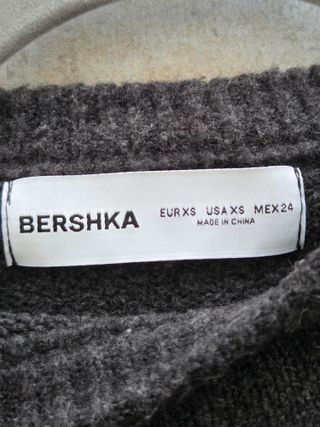 BERSHKA
EUR XS USA XS MEX 24
MADE IN CHINA